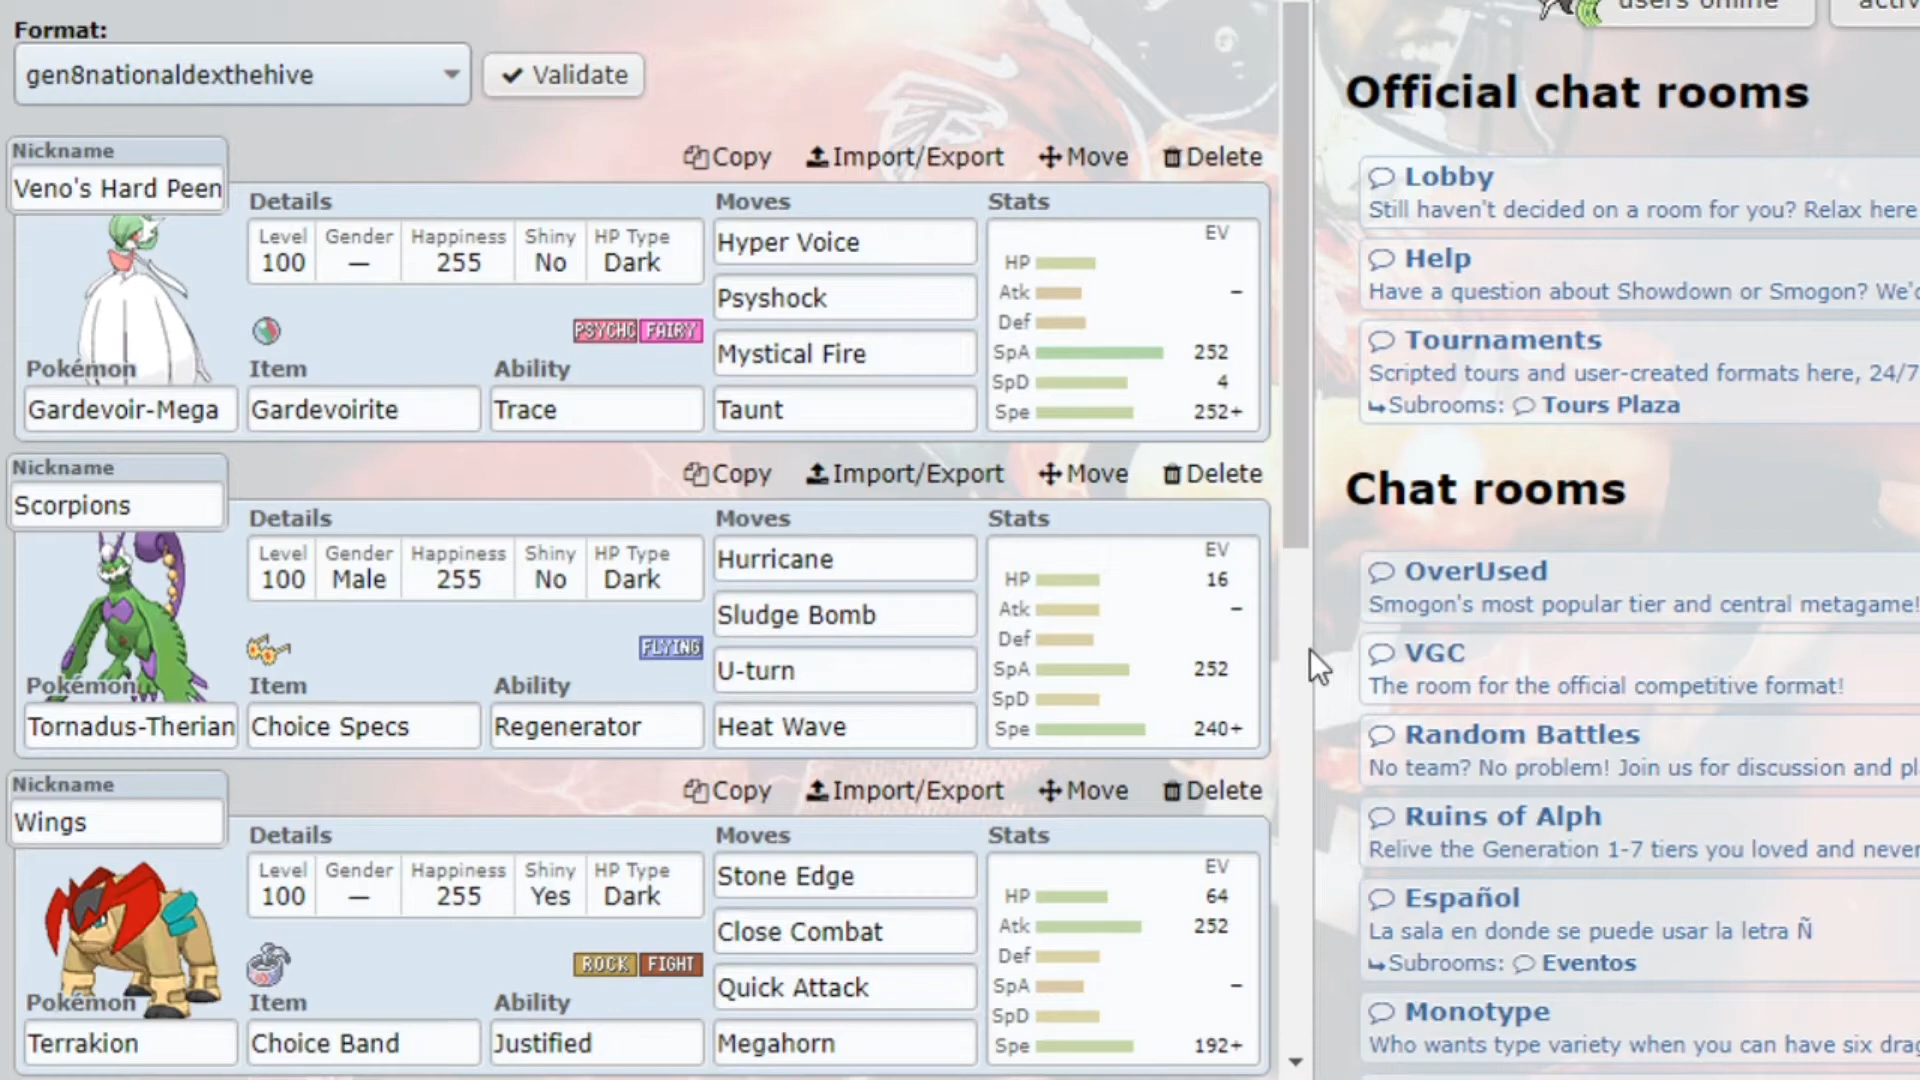 Format:
gen8nationaldexthehive
Validate
Nickname
Veno's Hard Peen
Copy Import/Export Move Delete
Details
Level Gender Happiness Shiny HP Type
100 — 255 No Dark
PSYCHC FAIRY
Pokémon Item Ability
Gardevoir-Mega Gardevoirite Trace
Moves
Hyper Voice
Psyshock
Mystical Fire
Taunt
Stats
EV
HP
Atk –
Def
SpA 252
SpD 4
Spe 252+
Nickname
Scorpions
Copy Import/Export Move Delete
Details
Level Gender Happiness Shiny HP Type
100 Male 255 No Dark
FLYING
Pokémon Item Ability
Tornadus-Therian Choice Specs Regenerator
Moves
Hurricane
Sludge Bomb
U-turn
Heat Wave
Stats
EV
HP 16
Atk –
Def
SpA 252
SpD
Spe 240+
Nickname
Wings
Copy Import/Export Move Delete
Details
Level Gender Happiness Shiny HP Type
100 — 255 Yes Dark
ROCK FIGHT
Pokémon Item Ability
Terrakion Choice Band Justified
Moves
Stone Edge
Close Combat
Quick Attack
Megahorn
Stats
EV
HP 64
Atk 252
Def
SpA –
SpD
Spe 192+
users online
activ
Official chat rooms
Lobby
Still haven't decided on a room for you? Relax here
Help
Have a question about Showdown or Smogon? We'
Tournaments
Scripted tours and user-created formats here, 24/7
Subrooms: Tours Plaza
Chat rooms
OverUsed
Smogon's most popular tier and central metagame!
VGC
The room for the official competitive format!
Random Battles
No team? No problem! Join us for discussion and pl
Ruins of Alph
Relive the Generation 1-7 tiers you loved and never
Español
La sala en donde se puede usar la letra Ñ
Subrooms: Eventos
Monotype
Who wants type variety when you can have six drag